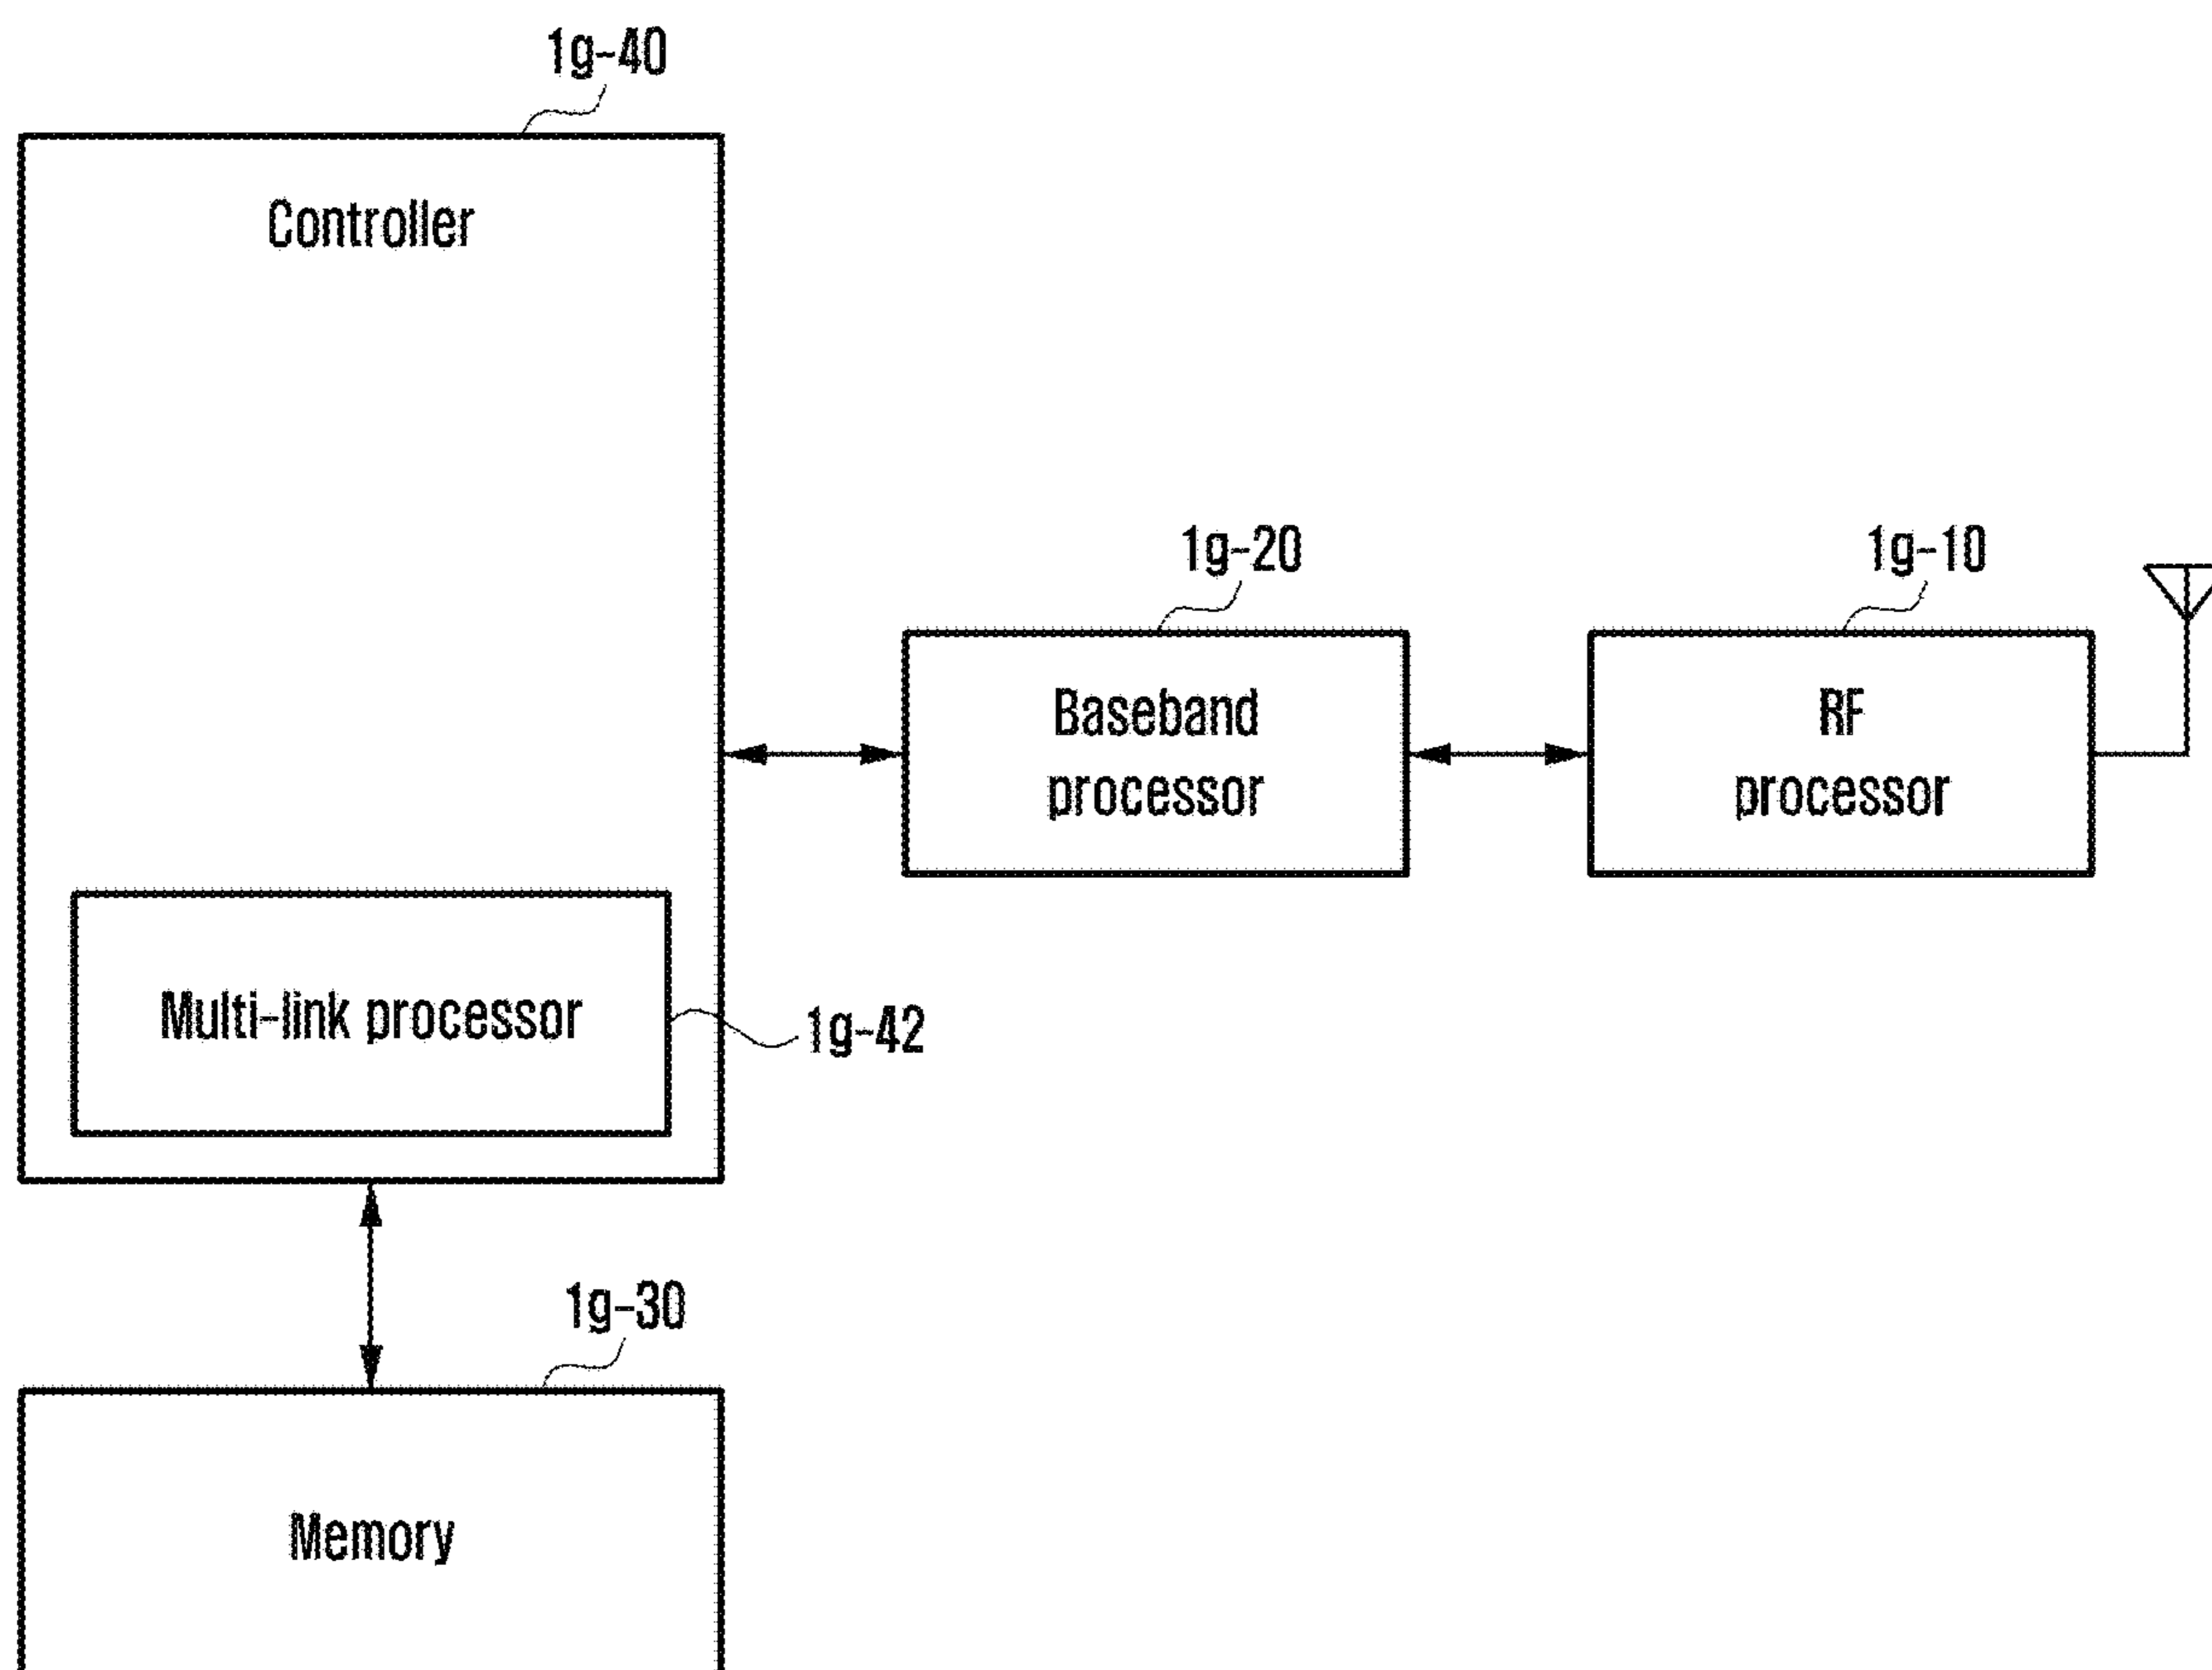 1g-40
Controller
1g-20
1g-10
Baseband
processor
RF
processor
Multi-link processor
1g-42
1g-30
Memory